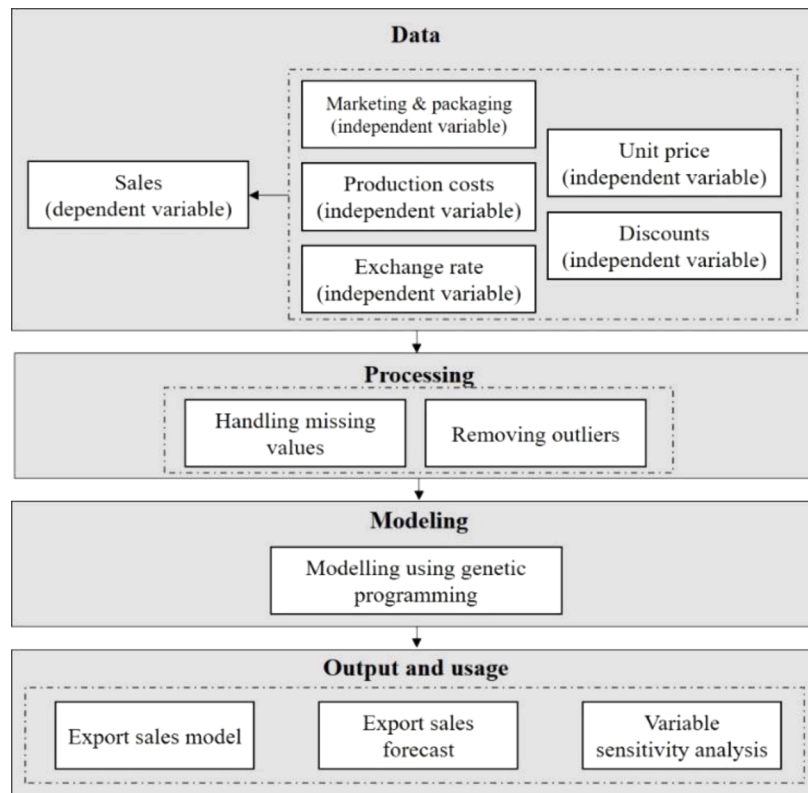 Data
Marketing & packaging
(independent variable)
Unit price
(independent variable)
Sales
(dependent variable)
Production costs
(independent variable)
Discounts
(independent variable)
Exchange rate
(independent variable)
Processing
Handling missing
values
Removing outliers
Modeling
Modelling using genetic
programming
Output and usage
Export sales model
Export sales
forecast
Variable
sensitivity analysis